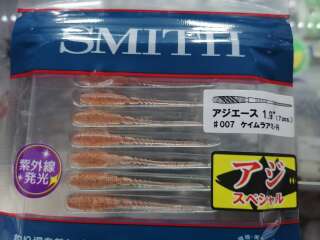 SMITH
アジエース 1.9"(7pcs.)
#007 ケイムラアミ
紫外線
発光
アジ
スペシャル